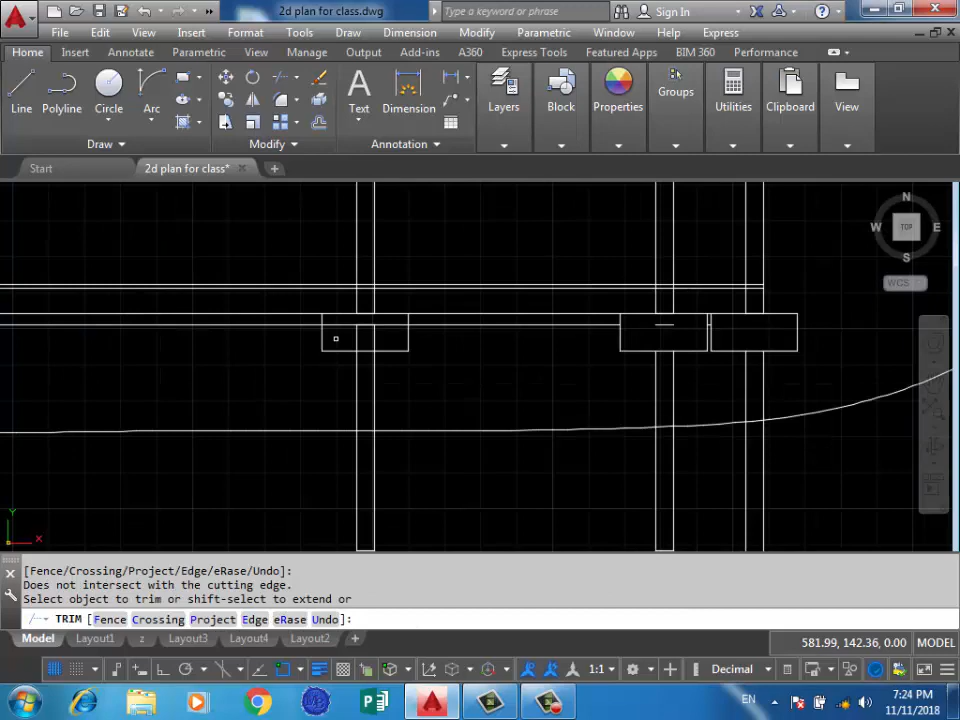 2d plan for class.dwg
Type a keyword or phrase
Sign In
File Edit View Insert Format Tools Draw Dimension Modify Parametric Window Help Express
Home Insert Annotate Parametric View Manage Output Add-ins A360 Express Tools Featured Apps BIM 360 Performance
Line Polyline Circle Arc
Text Dimension
Layers Block Properties Groups Utilities Clipboard View
Draw Modify Annotation
Start 2d plan for class*
N
W TOP E
S
WCS
Y
X
[Fence/Crossing/Project/Edge/eRase/Undo]:
Does not intersect with the cutting edge.
Select object to trim or shift-select to extend or
TRIM [Fence Crossing Project Edge eRase Undo]:
Model Layout1 z Layout3 Layout4 Layout2
581.99, 142.36, 0.00 MODEL
1:1 Decimal
EN
7:24 PM
11/11/2018